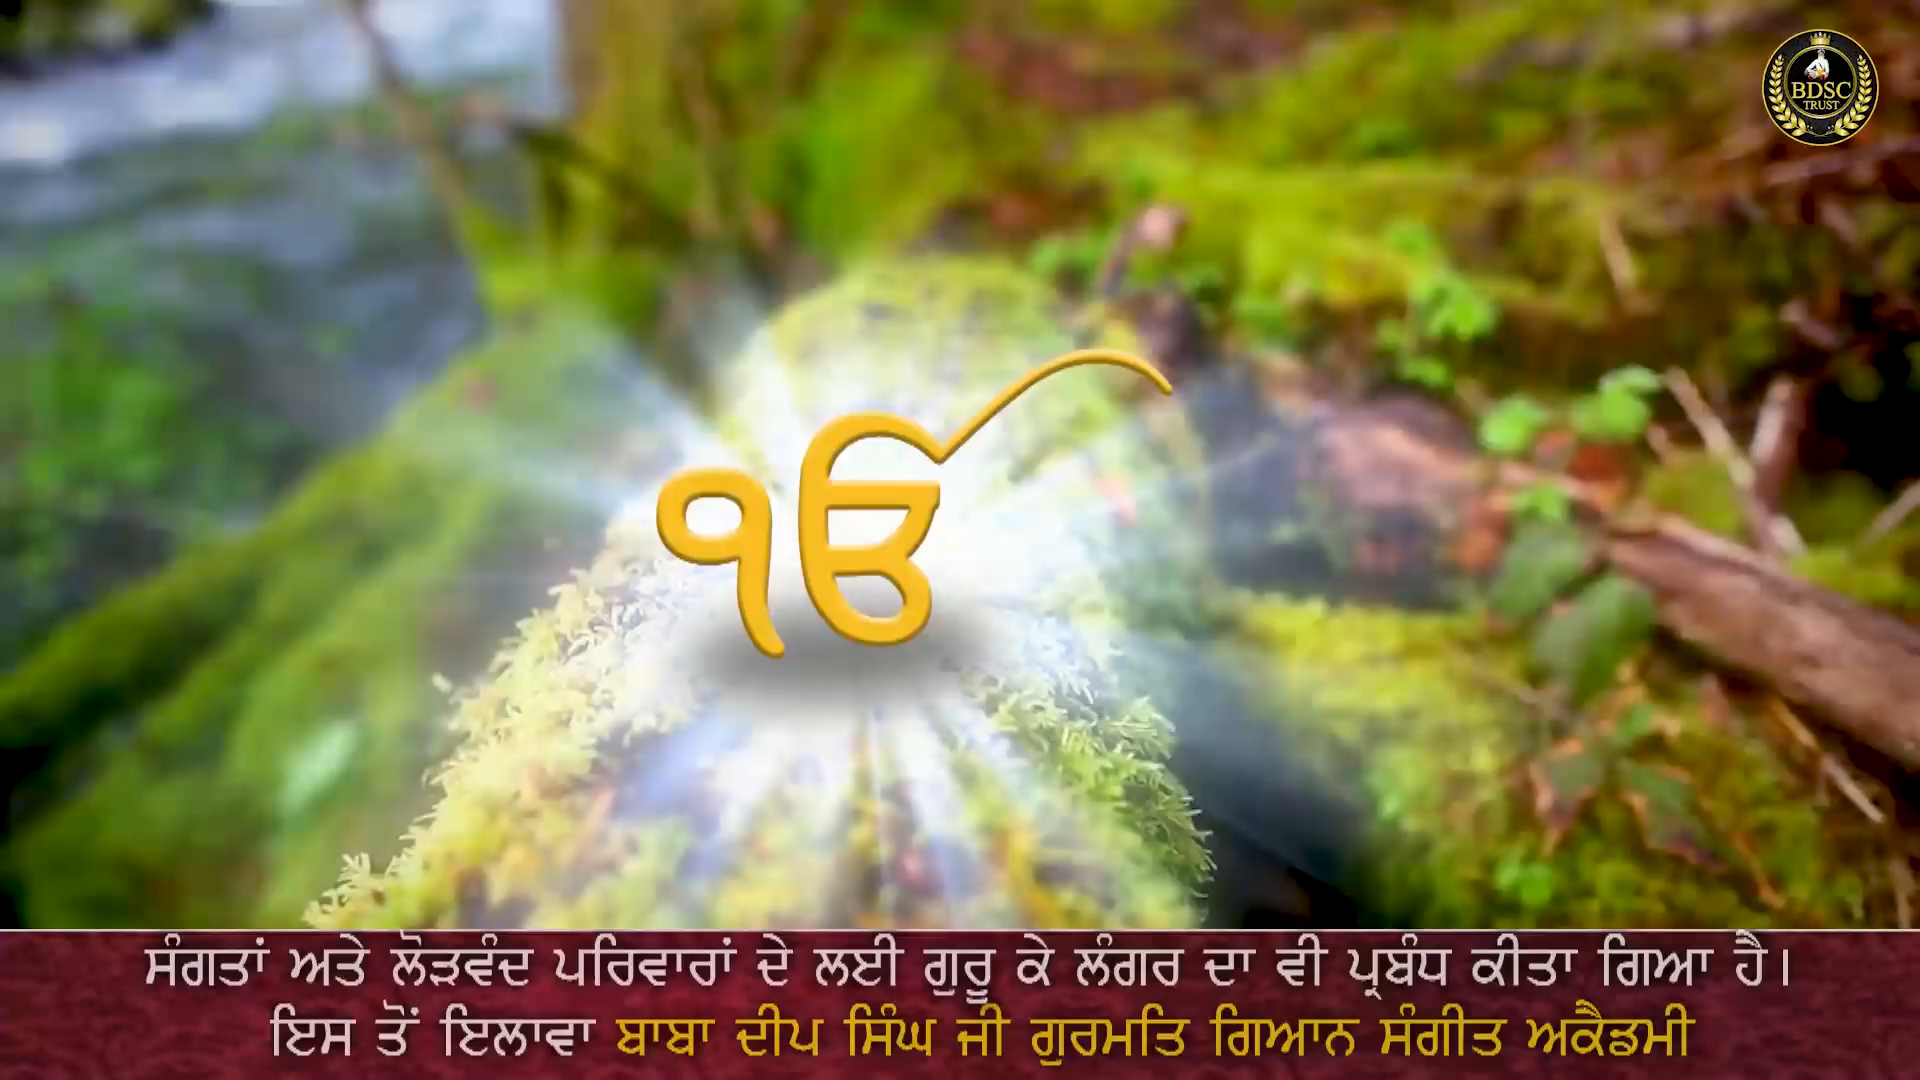 BDSC
TRUST
ੴ
ਸੰਗਤਾਂ ਅਤੇ ਲੋੜਵੰਦ ਪਰਿਵਾਰਾਂ ਦੇ ਲਈ ਗੁਰੂ ਕੇ ਲੰਗਰ ਦਾ ਵੀ ਪ੍ਰਬੰਧ ਕੀਤਾ ਗਿਆ ਹੈ।
ਇਸ ਤੋਂ ਇਲਾਵਾ ਬਾਬਾ ਦੀਪ ਸਿੰਘ ਜੀ ਗੁਰਮਤਿ ਗਿਆਨ ਸੰਗੀਤ ਅਕੈਡਮੀ